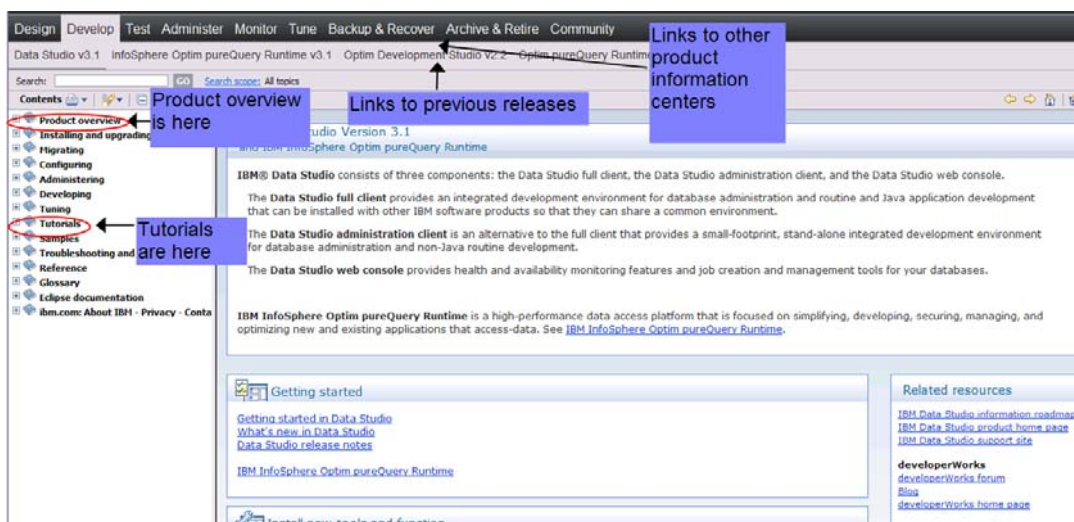 Design Develop Test Administer Monitor Tune Backup & Recover Archive & Retire Community
Data Studio v3.1 InfoSphere Optim pureQuery Runtime v3.1 Optim Development Studio v2.2 Optim pureQuery Runtime
Links to other
product
information
centers
Links to previous releases
Search: GO Search scope: All topics
Contents
Product overview
is here
Product overview
Installing and upgrading
Migrating
Configuring
Administering
Developing
Tuning
Tutorials
Samples
Troubleshooting and
Reference
Glossary
Eclipse documentation
ibm.com: About IBM - Privacy - Conta
Tutorials
are here
Version 3.1
and IBM InfoSphere Optim pureQuery Runtime
IBM® Data Studio consists of three components: the Data Studio full client, the Data Studio administration client, and the Data Studio web console.
The Data Studio full client provides an integrated development environment for database administration and routine and Java application development
that can be installed with other IBM software products so that they can share a common environment.
The Data Studio administration client is an alternative to the full client that provides a small-footprint, stand-alone integrated development environment
for database administration and non-Java routine development.
The Data Studio web console provides health and availability monitoring features and job creation and management tools for your databases.
IBM InfoSphere Optim pureQuery Runtime is a high-performance data access platform that is focused on simplifying, developing, securing, managing, and
optimizing new and existing applications that access-data. See IBM InfoSphere Optim pureQuery Runtime.
Getting started
Getting started in Data Studio
What's new in Data Studio
Data Studio release notes
IBM InfoSphere Optim pureQuery Runtime
Related resources
IBM Data Studio information roadmap
IBM Data Studio product home page
IBM Data Studio support site
developerWorks
developerWorks forum
Blog
developerWorks home page
Install new tools and function